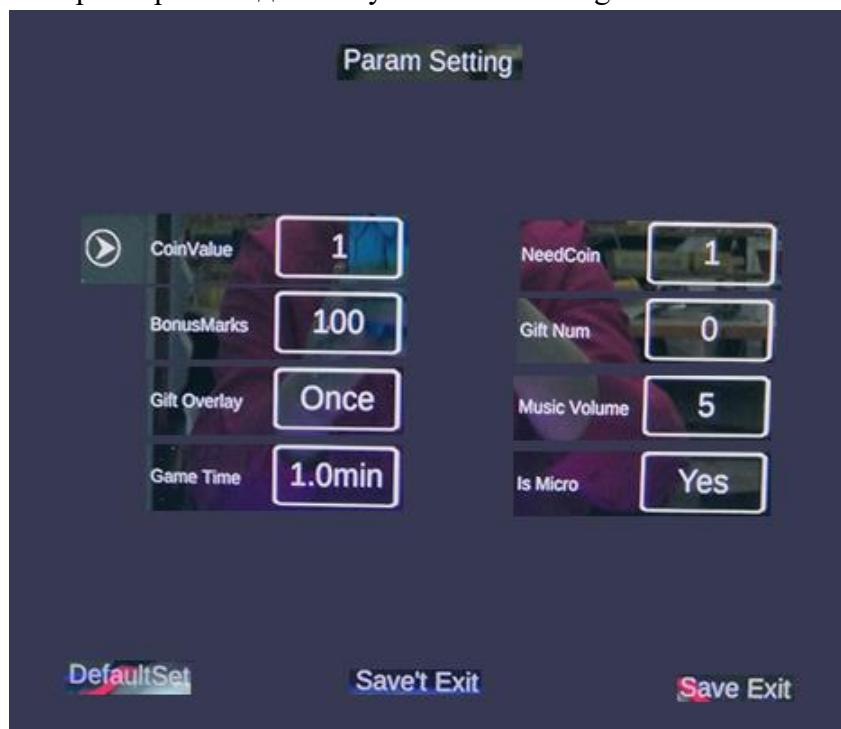 Param Setting
CoinValue 1
NeedCoin 1
BonusMarks 100
Gift Num 0
Gift Overlay Once
Music Volume 5
Game Time 1.0min
Is Micro Yes
DefaultSet
Save't Exit
Save Exit